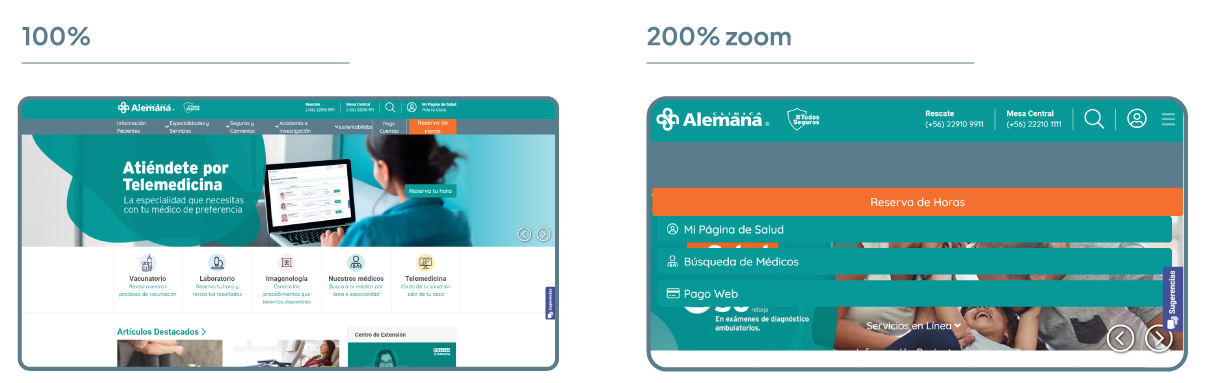 100%
CLÍNICA
Alemana
Rescate
(+56) 22910 9911
Mesa Central
(+56) 22210 1111
Mi Página de Salud
Pide tu Clave
Información
Pacientes
Especialidades y
Servicios
Seguros y
Convenios
Academia e
Investigación
Sustentabilidad
Pago
Cuentas
Reserva de
Horas
Atiéndete por
Telemedicina
La especialidad que necesitas
con tu médico de preferencia
Reserva tu hora
Vacunatorio
Revisa nuestros
procesos de vacunación
Laboratorio
Reserva tu hora y
revisa tus resultados
Imagenología
Conoce los
procedimientos que
tenemos disponibles
Nuestros médicos
Busca a tu médico por
área o especialidad
Telemedicina
Cuida de tu salud sin
salir de tu casa
Sugerencias
Artículos Destacados
Centro de Extensión
200% zoom
CLÍNICA
Alemana
Todos
Seguros
Rescate
(+56) 22910 9911
Mesa Central
(+56) 22210 1111
Reserva de Horas
Mi Página de Salud
Búsqueda de Médicos
Pago Web
rebaja
En exámenes de diagnóstico
ambulatorios.
Servicios en Línea
Sugerencias